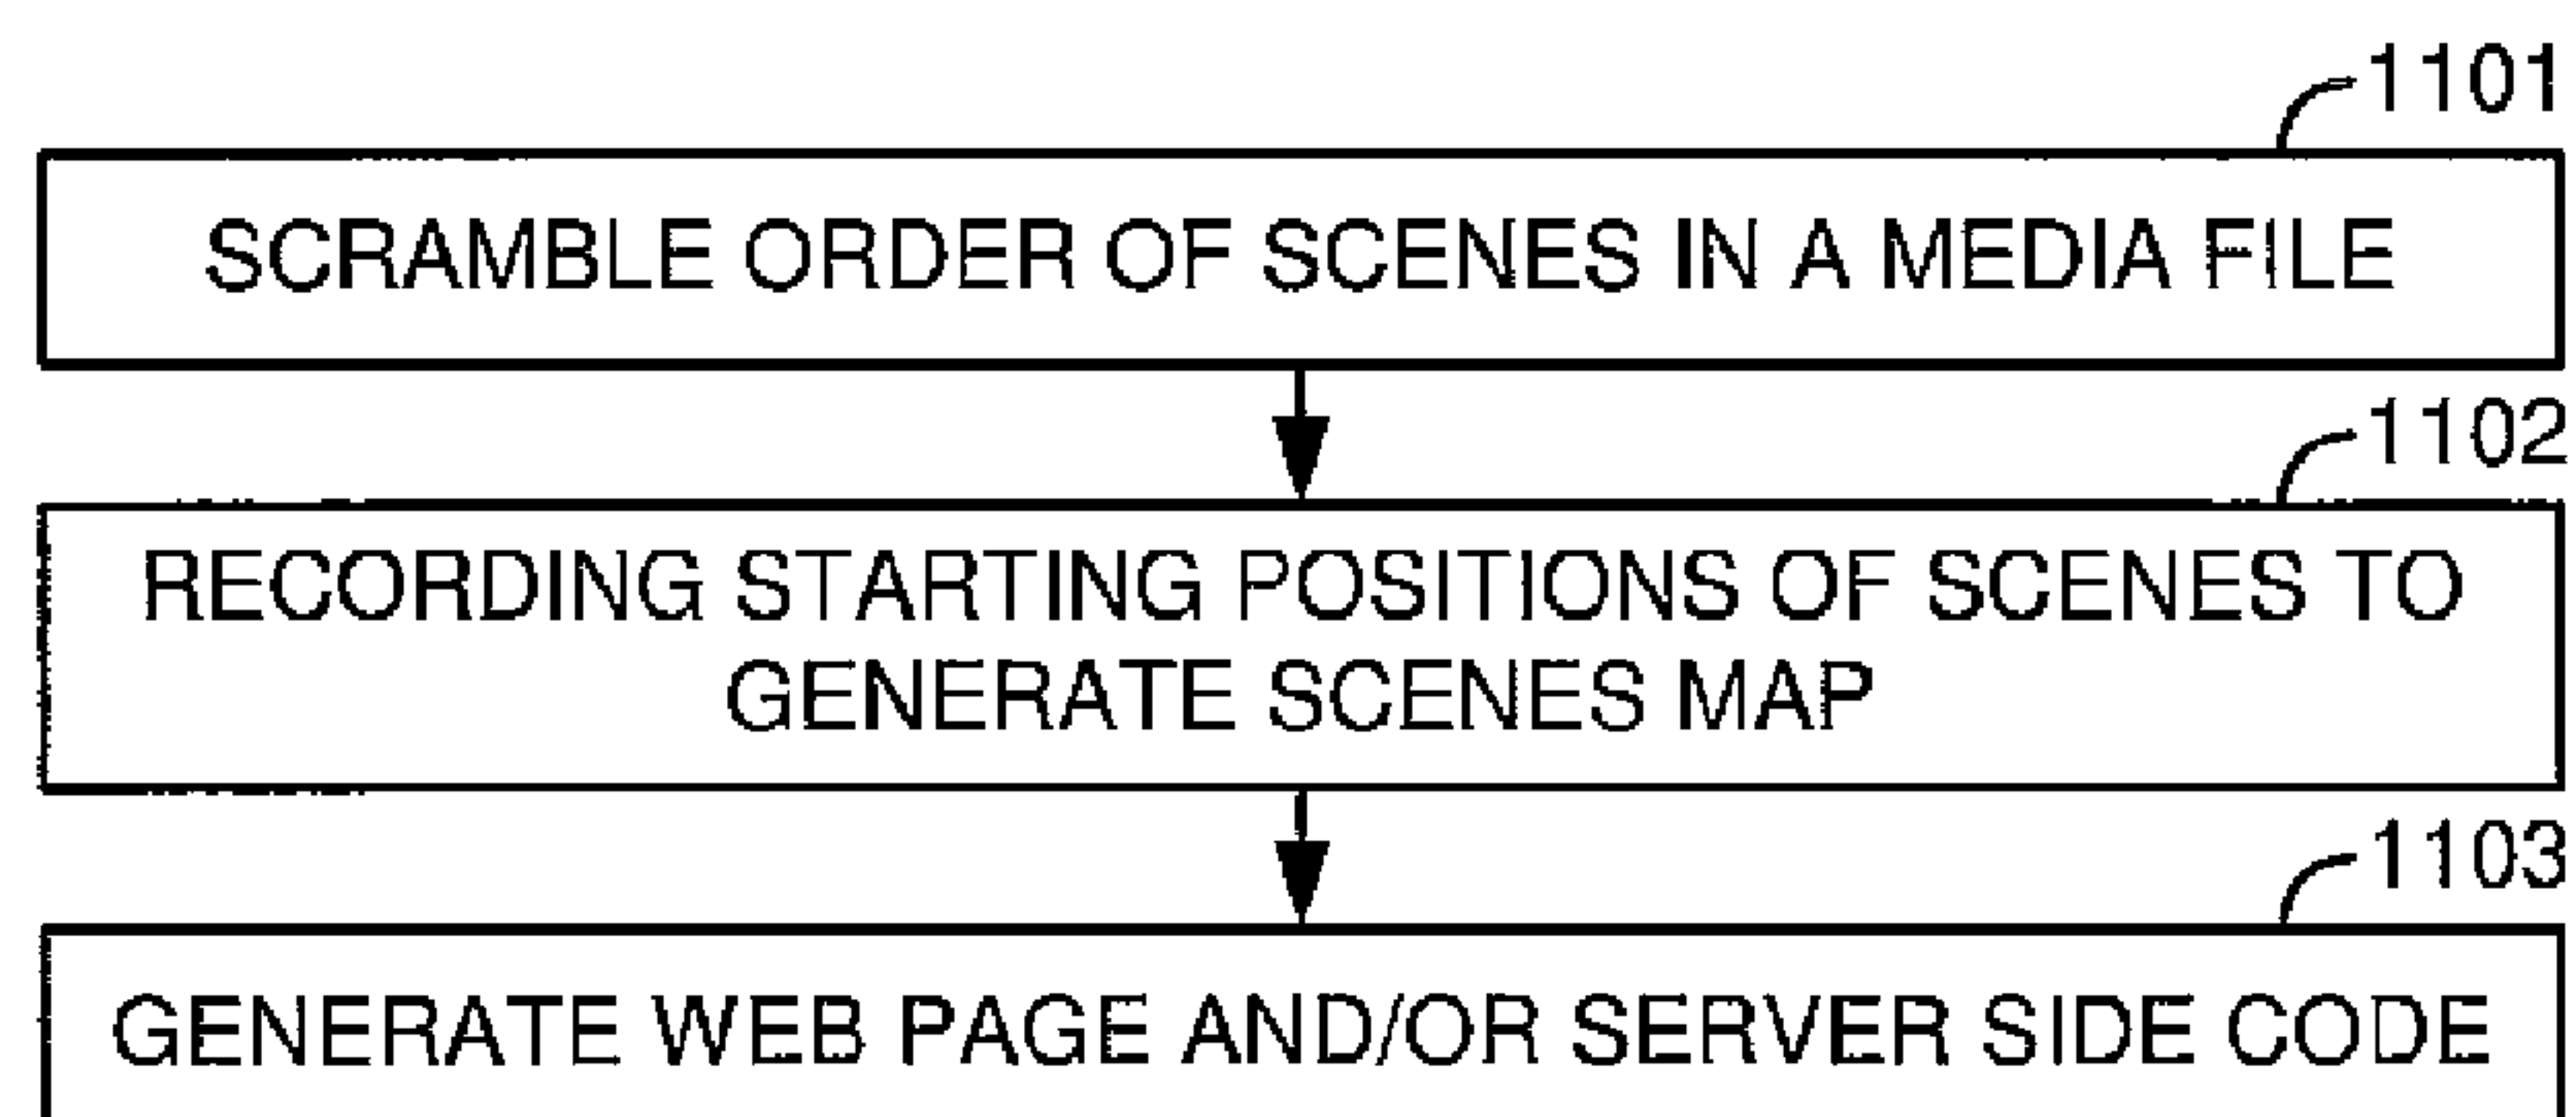 1101
SCRAMBLE ORDER OF SCENES IN A MEDIA FILE
1102
RECORDING STARTING POSITIONS OF SCENES TO
GENERATE SCENES MAP
1103
GENERATE WEB PAGE AND/OR SERVER SIDE CODE